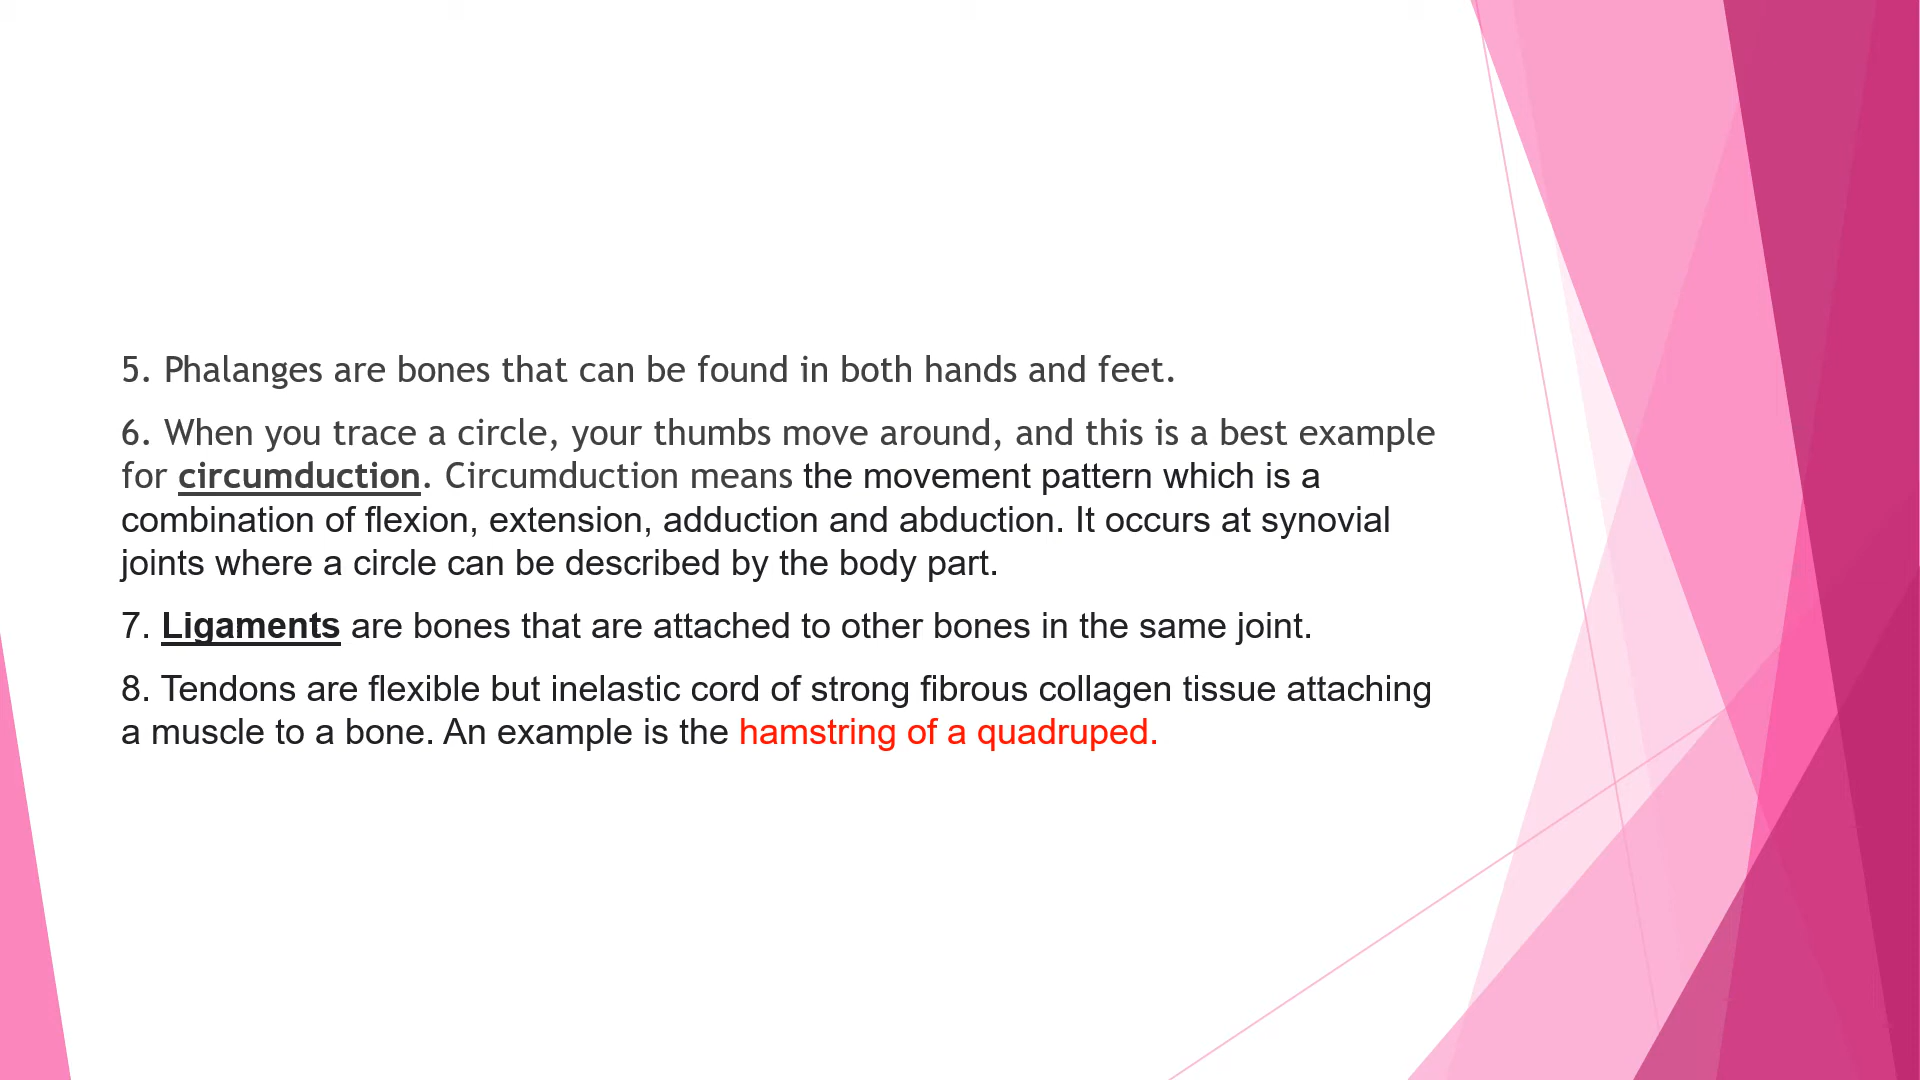 5. Phalanges are bones that can be found in both hands and feet.
6. When you trace a circle, your thumbs move around, and this is a best example
for circumduction. Circumduction means the movement pattern which is a
combination of flexion, extension, adduction and abduction. It occurs at synovial
joints where a circle can be described by the body part.
7. Ligaments are bones that are attached to other bones in the same joint.
8. Tendons are flexible but inelastic cord of strong fibrous collagen tissue attaching
a muscle to a bone. An example is the hamstring of a quadruped.